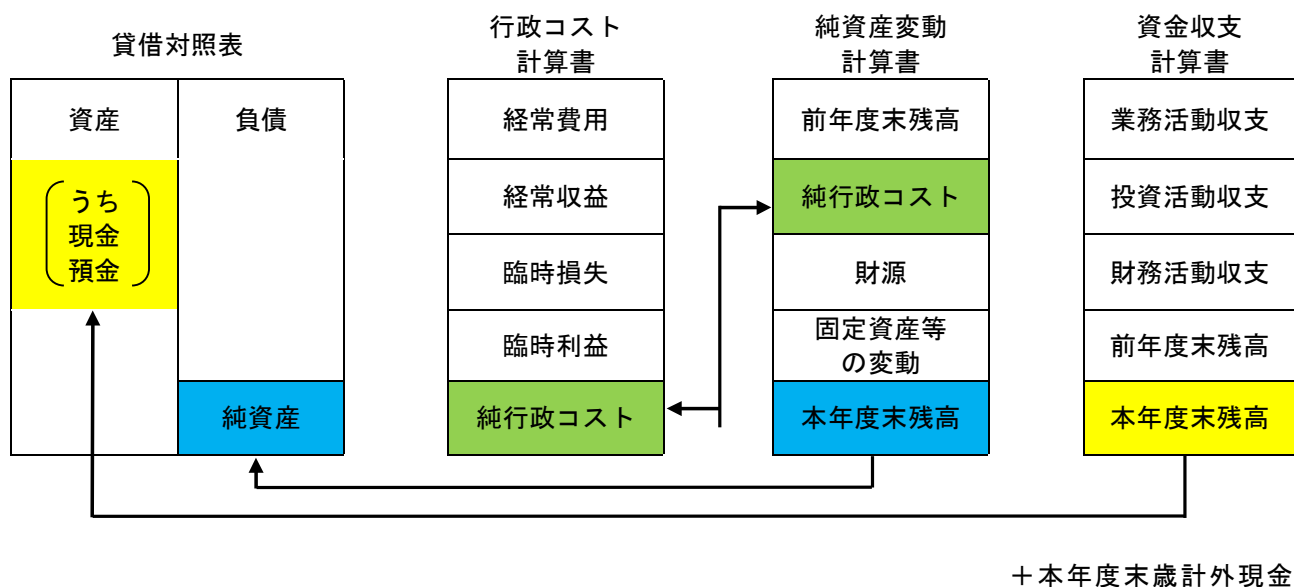 貸借対照表
資産
負債
うち
現金
預金
純資産
行政コスト
計算書
経常費用
経常収益
臨時損失
臨時利益
純行政コスト
純資産変動
計算書
前年度末残高
純行政コスト
財源
固定資産等
の変動
本年度末残高
資金収支
計算書
業務活動収支
投資活動収支
財務活動収支
前年度末残高
本年度末残高
＋本年度末歳計外現金